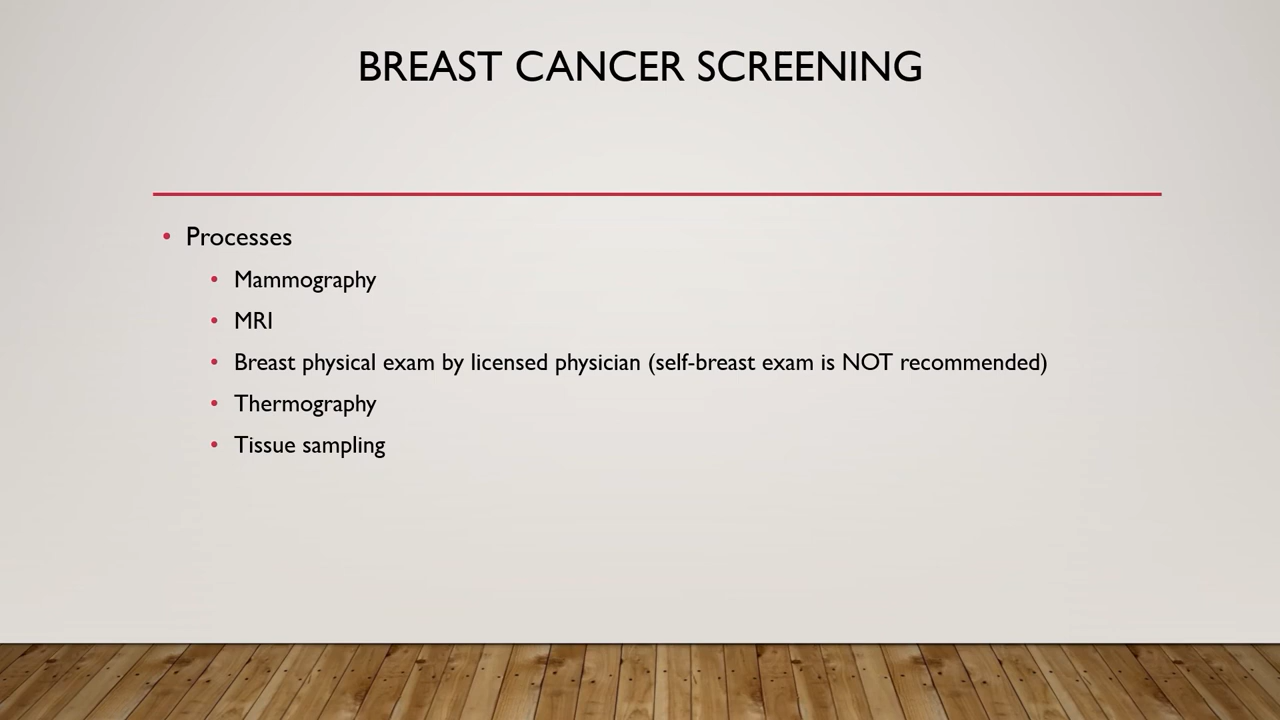 BREAST CANCER SCREENING
• Processes
• Mammography
• MRI
• Breast physical exam by licensed physician (self-breast exam is NOT recommended)
• Thermography
• Tissue sampling